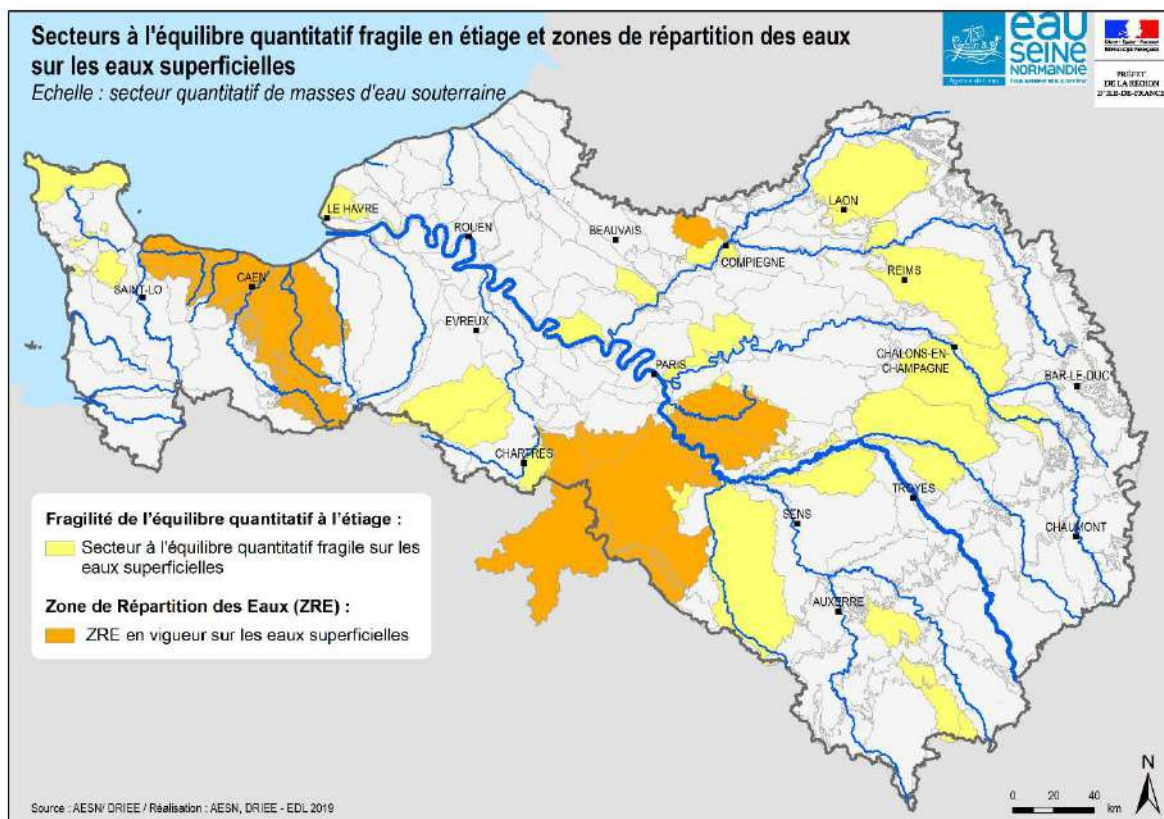 Secteurs à l'équilibre quantitatif fragile en étiage et zones de répartition des eaux
sur les eaux superficielles
Echelle : secteur quantitatif de masses d'eau souterraine
eau
SEINE
NORMANDIE
PRÉFET
DE LA RÉGION
D'ILE-DE-FRANCE
LE HAVRE
ROUEN
BEAUVAIS
LAON
COMPIEGNE
REIMS
CAEN
SAINT-LO
EVREUX
PARIS
CHALONS-EN-
CHAMPAGNE
BAR-LE-DUC
CHARTRES
TROYES
SENS
CHAUMONT
AUXERRE
Fragilité de l'équilibre quantitatif à l'étiage :
Secteur à l'équilibre quantitatif fragile sur les
eaux superficielles
Zone de Répartition des Eaux (ZRE) :
ZRE en vigueur sur les eaux superficielles
Source : AESN/ DRIEE / Réalisation : AESN, DRIEE - EDL 2019
N
0 20 40
km